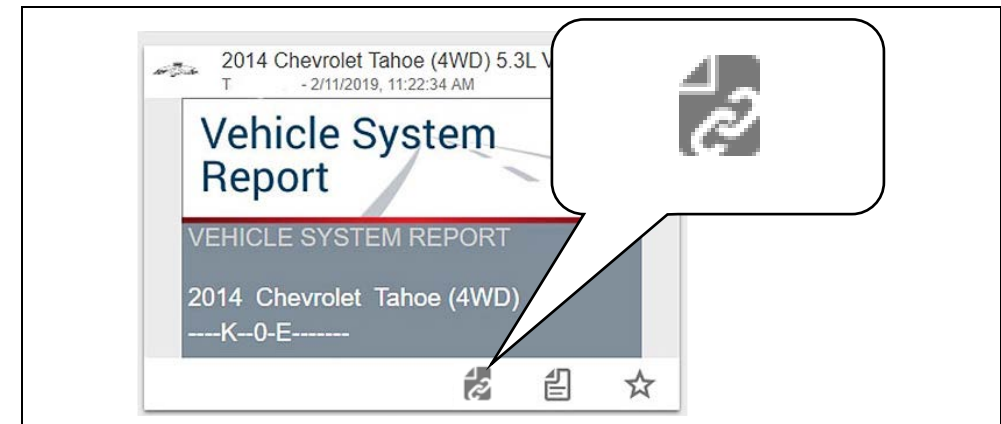 2014 Chevrolet Tahoe (4WD) 5.3L V
T - 2/11/2019, 11:22:34 AM
Vehicle System
Report
VEHICLE SYSTEM REPORT
2014 Chevrolet Tahoe (4WD)
----K--0-E-------